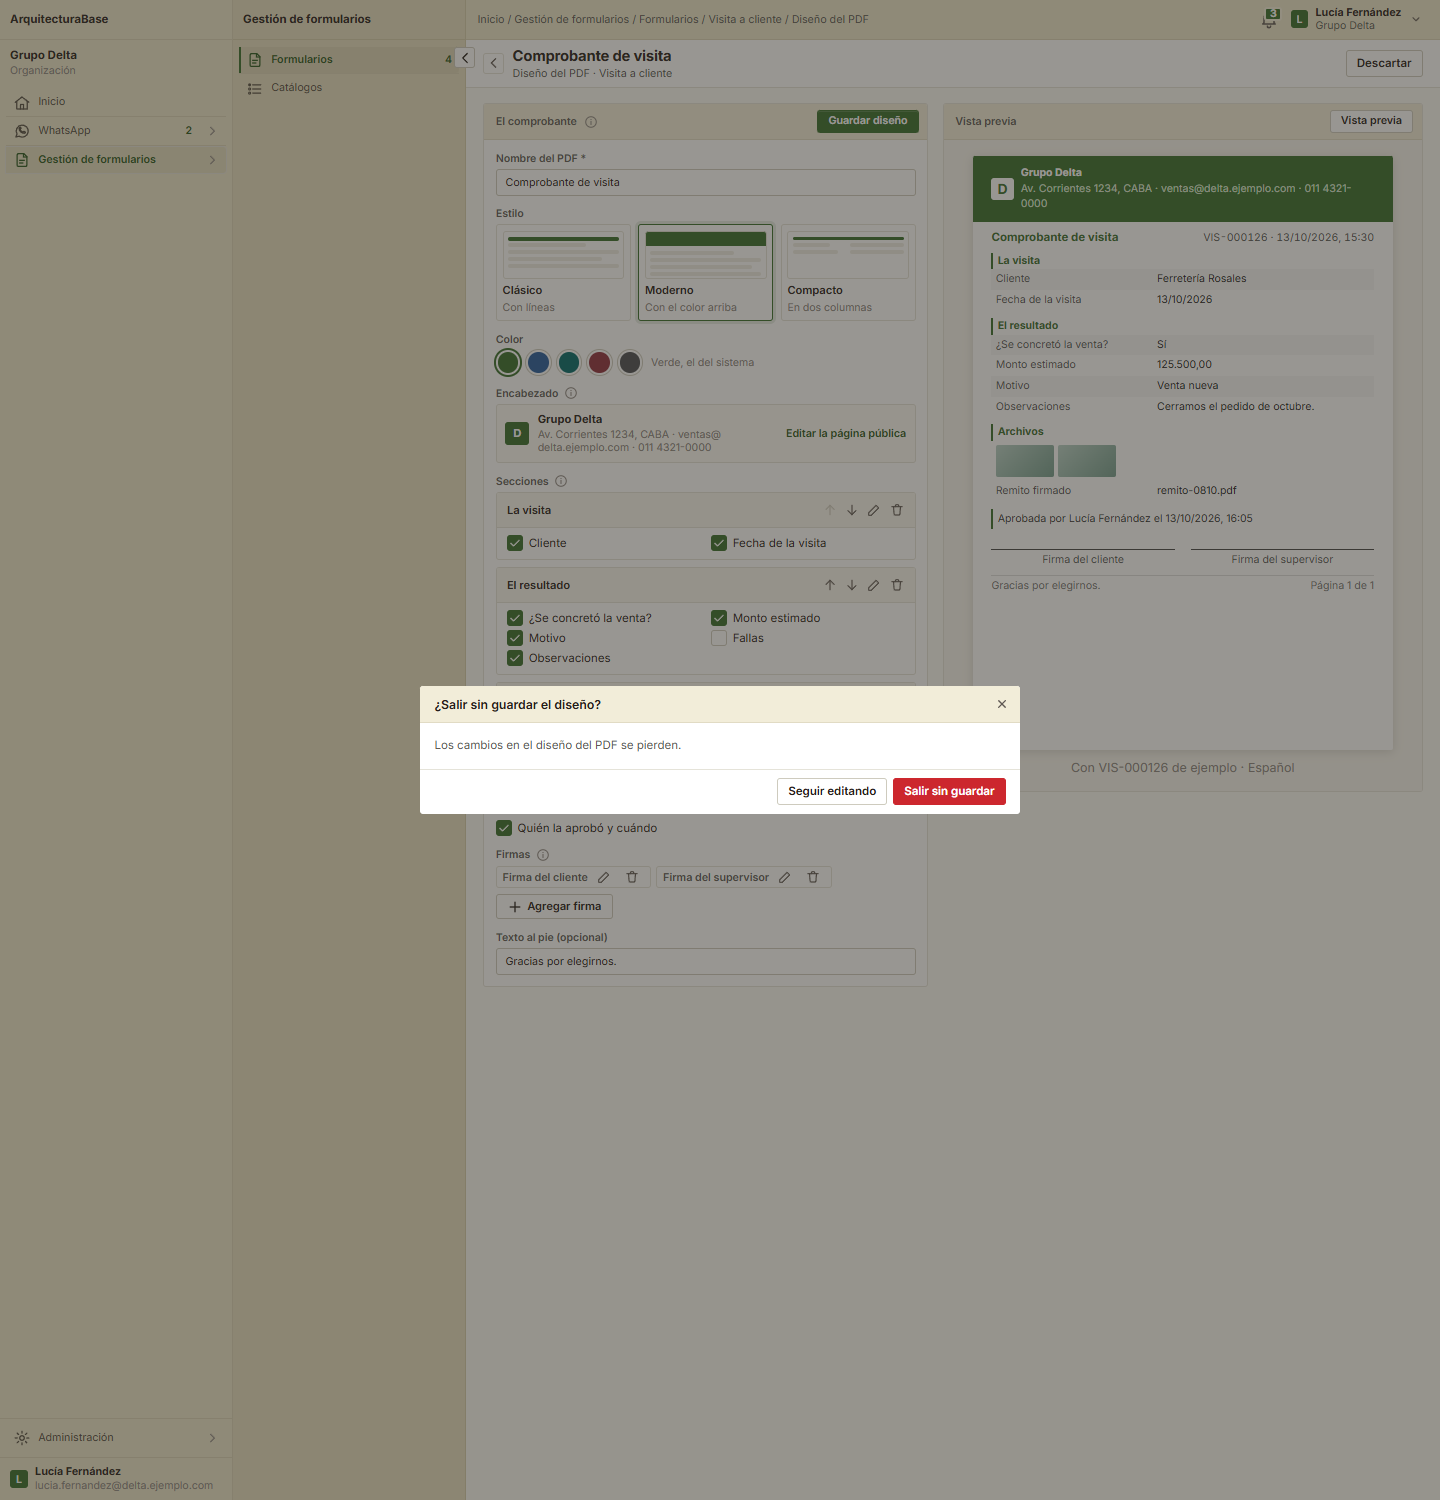 ArquitecturaBase
Grupo Delta
Organización
Inicio
WhatsApp 2
Gestión de formularios
Administración
L
Lucía Fernández
lucia.fernandez@delta.ejemplo.com
Gestión de formularios
Formularios 4
Catálogos
Inicio / Gestión de formularios / Formularios / Visita a cliente / Diseño del PDF
3
L
Lucía Fernández
Grupo Delta
Comprobante de visita
Diseño del PDF · Visita a cliente
Descartar
El comprobante
Guardar diseño
Nombre del PDF *
Comprobante de visita
Estilo
Clásico
Con líneas
Moderno
Con el color arriba
Compacto
En dos columnas
Color
Verde, el del sistema
Encabezado
D
Grupo Delta
Av. Corrientes 1234, CABA · ventas@
delta.ejemplo.com · 011 4321-0000
Editar la página pública
Secciones
La visita
Cliente
Fecha de la visita
El resultado
¿Se concretó la venta?
Monto estimado
Motivo
Fallas
Observaciones
¿Salir sin guardar el diseño?
Los cambios en el diseño del PDF se pierden.
Seguir editando
Salir sin guardar
Quién la aprobó y cuándo
Firmas
Firma del cliente
Firma del supervisor
Agregar firma
Texto al pie (opcional)
Gracias por elegirnos.
Vista previa
Vista previa
D
Grupo Delta
Av. Corrientes 1234, CABA · ventas@delta.ejemplo.com · 011 4321-
0000
Comprobante de visita
VIS-000126 · 13/10/2026, 15:30
La visita
Cliente Ferretería Rosales
Fecha de la visita 13/10/2026
El resultado
¿Se concretó la venta? Sí
Monto estimado 125.500,00
Motivo Venta nueva
Observaciones Cerramos el pedido de octubre.
Archivos
Remito firmado remito-0810.pdf
Aprobada por Lucía Fernández el 13/10/2026, 16:05
Firma del cliente
Firma del supervisor
Gracias por elegirnos.
Página 1 de 1
Con VIS-000126 de ejemplo · Español